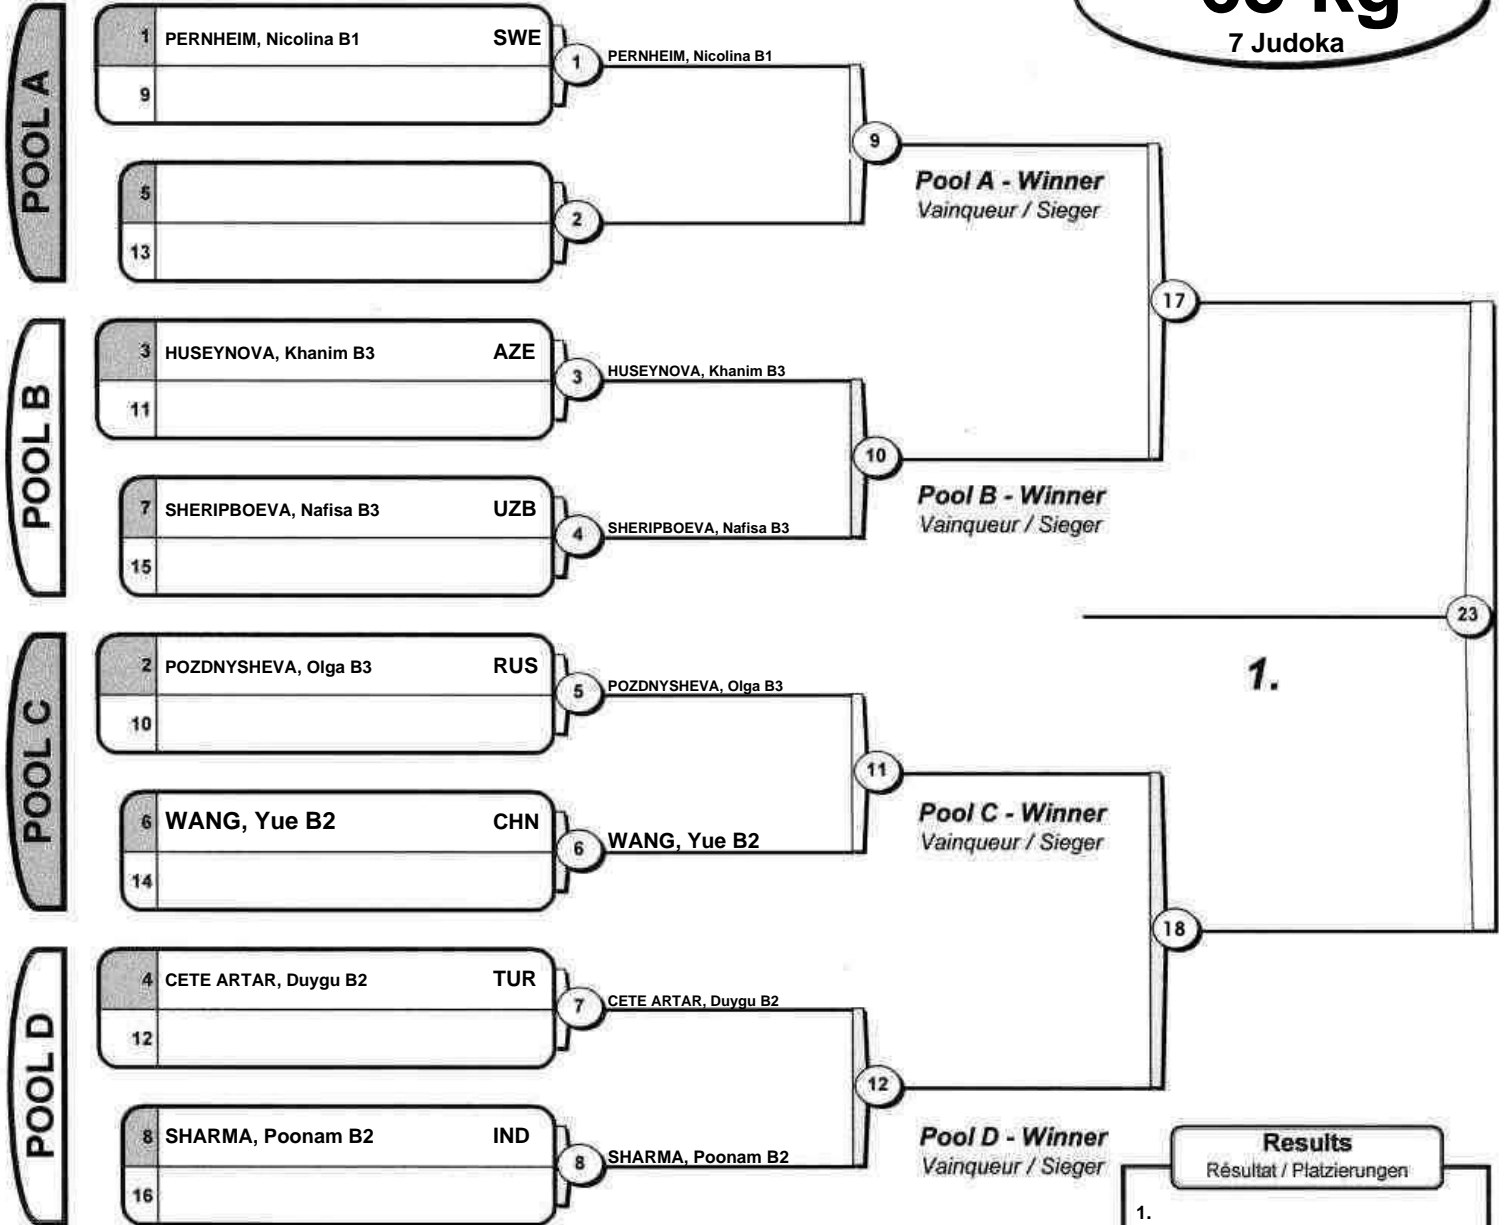 7 Judoka
POOL A
1 PERNHEIM, Nicolina B1 SWE
9
1
PERNHEIM, Nicolina B1
5
13
2
9
Pool A - Winner
Vainqueur / Sieger
17
POOL B
3 HUSEYNOVA, Khanim B3 AZE
11
3
HUSEYNOVA, Khanim B3
7 SHERIPBOEVA, Nafisa B3 UZB
15
4
SHERIPBOEVA, Nafisa B3
10
Pool B - Winner
Vainqueur / Sieger
23
1.
POOL C
2 POZDNYSHEVA, Olga B3 RUS
10
5
POZDNYSHEVA, Olga B3
6 WANG, Yue B2 CHN
14
6
WANG, Yue B2
11
Pool C - Winner
Vainqueur / Sieger
18
POOL D
4 CETE ARTAR, Duygu B2 TUR
12
7
CETE ARTAR, Duygu B2
8 SHARMA, Poonam B2 IND
16
8
SHARMA, Poonam B2
12
Pool D - Winner
Vainqueur / Sieger
Results
Résultat / Platzierungen
1.